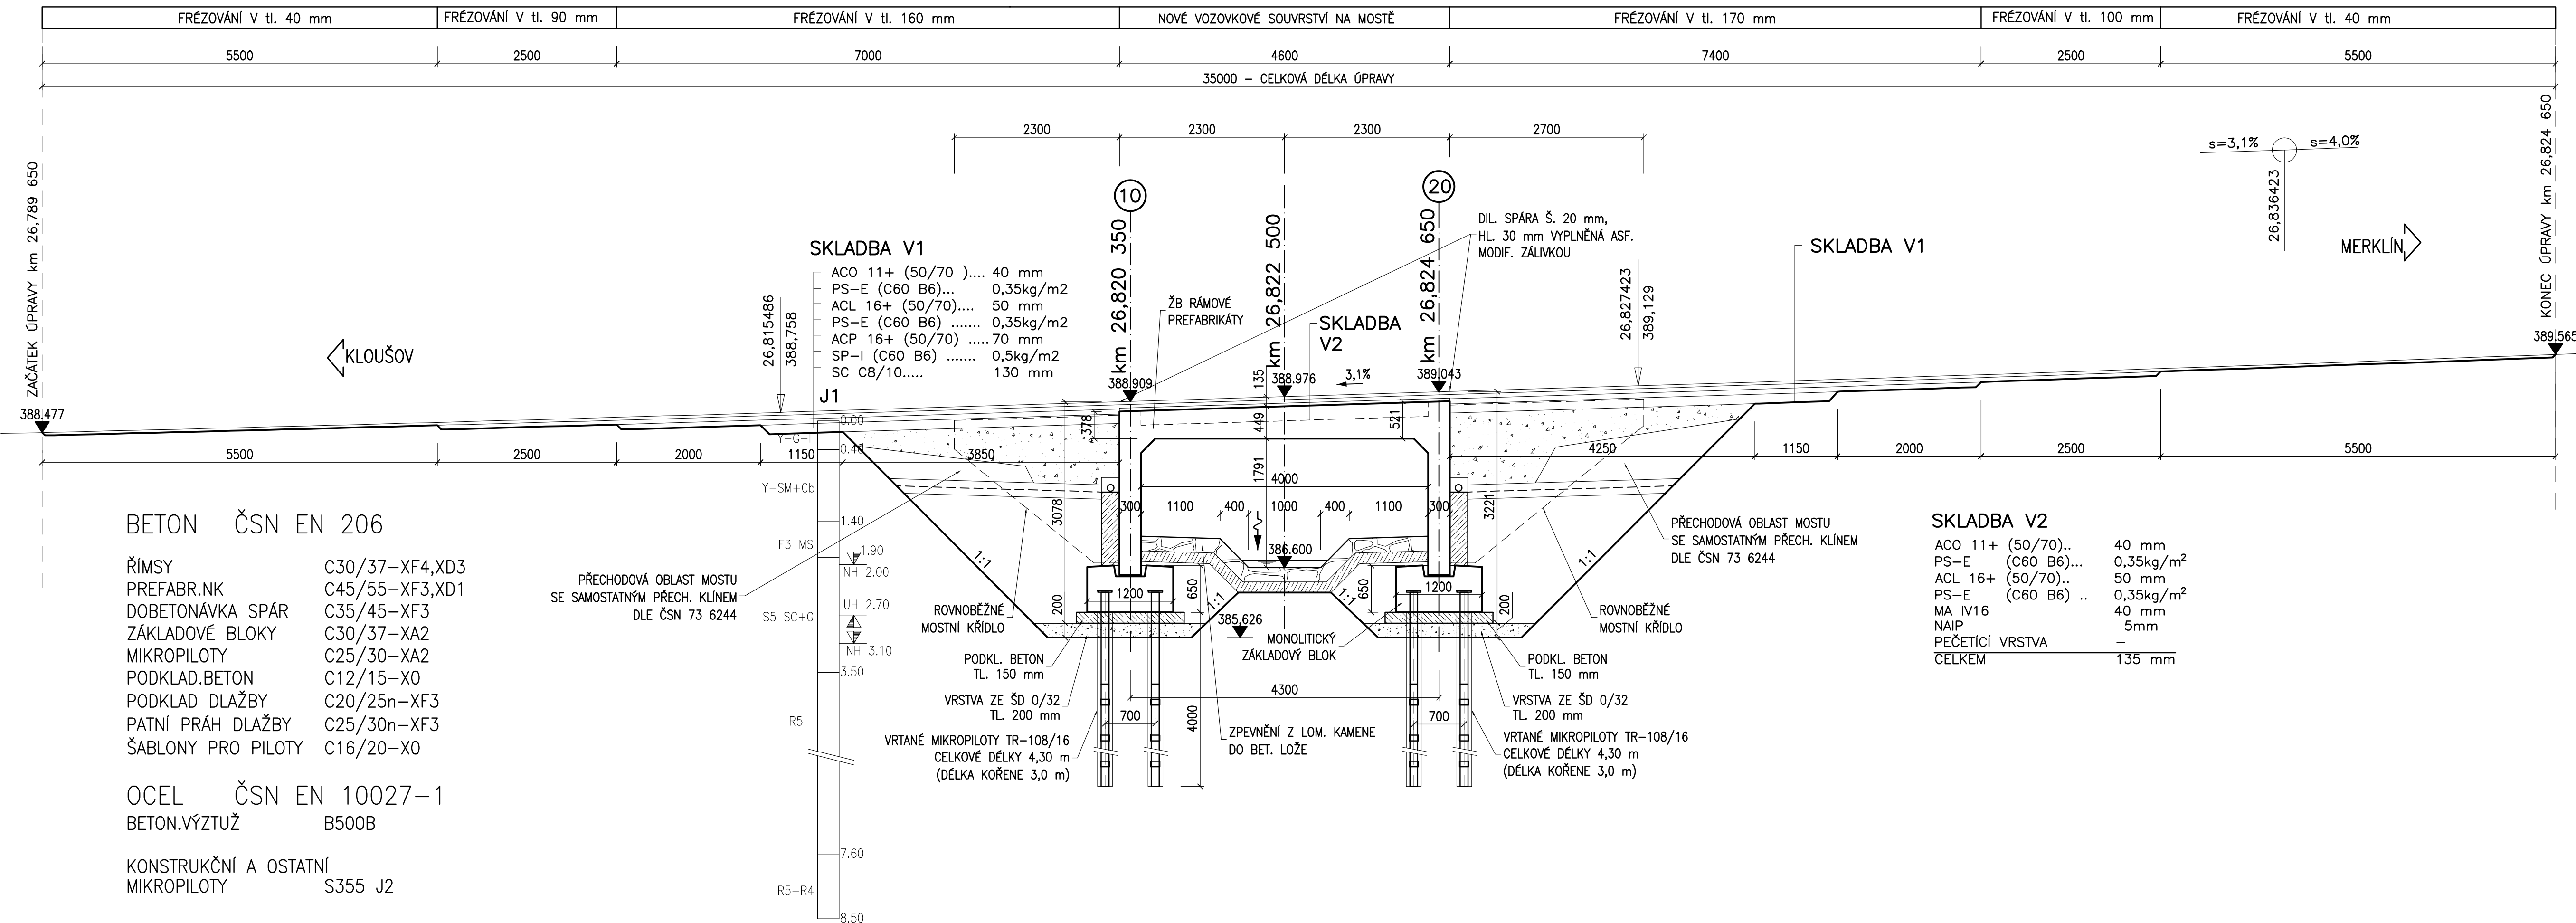 FRÉZOVÁNÍ V tl. 40 mm
FRÉZOVÁNÍ V tl. 90 mm
FRÉZOVÁNÍ V tl. 160 mm
NOVÉ VOZOVKOVÉ SOUVRSTVÍ NA MOSTĚ
FRÉZOVÁNÍ V tl. 170 mm
FRÉZOVÁNÍ V tl. 100 mm
FRÉZOVÁNÍ V tl. 40 mm
5500
2500
7000
4600
7400
2500
5500
35000 – CELKOVÁ DÉLKA ÚPRAVY
2300
2300
2300
2700
s=3,1%
s=4,0%
26,836423
ZAČÁTEK ÚPRAVY km 26,789 650
KONEC ÚPRAVY km 26,824 650
10
20
km 26,820 350
km 26,822 500
km 26,824 650
DIL. SPÁRA Š. 20 mm,
HL. 30 mm VYPLNĚNÁ ASF.
MODIF. ZÁLIVKOU
SKLADBA V1
MERKLÍN
SKLADBA V1
ACO 11+ (50/70 ).... 40 mm
PS–E (C60 B6)... 0,35kg/m2
ACL 16+ (50/70).... 50 mm
PS–E (C60 B6) ....... 0,35kg/m2
ACP 16+ (50/70) ..... 70 mm
SP–I (C60 B6) ....... 0,5kg/m2
SC C8/10..... 130 mm
J1
26,815486
388,758
ŽB RÁMOVÉ
PREFABRIKÁTY
SKLADBA
V2
26,827423
389,129
KLOUŠOV
388,477
388,909
388,976
3,1%
389,043
389,565
135
449
378
521
1791
0.00
Y–G–F
0.40
Y–SM+Cb
1.40
F3 MS
1.90
NH 2.00
UH 2.70
S5 SC+G
NH 3.10
3.50
R5
7.60
R5–R4
8.50
5500
2500
2000
1150
3850
4250
1150
2000
2500
5500
4000
300
1100
400
1000
400
1100
300
3078
3221
386.600
1:1
1:1
1:1
1:1
200
650
650
200
1200
1200
385,626
4300
700
700
4000
PŘECHODOVÁ OBLAST MOSTU
SE SAMOSTATNÝM PŘECH. KLÍNEM
DLE ČSN 73 6244
ROVNOBĚŽNÉ
MOSTNÍ KŘÍDLO
PODKL. BETON
TL. 150 mm
VRSTVA ZE ŠD 0/32
TL. 200 mm
VRTANÉ MIKROPILOTY TR–108/16
CELKOVÉ DÉLKY 4,30 m
(DÉLKA KOŘENE 3,0 m)
MONOLITICKÝ
ZÁKLADOVÝ BLOK
ZPEVNĚNÍ Z LOM. KAMENE
DO BET. LOŽE
PŘECHODOVÁ OBLAST MOSTU
SE SAMOSTATNÝM PŘECH. KLÍNEM
DLE ČSN 73 6244
ROVNOBĚŽNÉ
MOSTNÍ KŘÍDLO
PODKL. BETON
TL. 150 mm
VRSTVA ZE ŠD 0/32
TL. 200 mm
VRTANÉ MIKROPILOTY TR–108/16
CELKOVÉ DÉLKY 4,30 m
(DÉLKA KOŘENE 3,0 m)
BETON ČSN EN 206
ŘÍMSY C30/37–XF4,XD3
PREFABR.NK C45/55–XF3,XD1
DOBETONÁVKA SPÁR C35/45–XF3
ZÁKLADOVÉ BLOKY C30/37–XA2
MIKROPILOTY C25/30–XA2
PODKLAD.BETON C12/15–X0
PODKLAD DLAŽBY C20/25n–XF3
PATNÍ PRÁH DLAŽBY C25/30n–XF3
ŠABLONY PRO PILOTY C16/20–X0
OCEL ČSN EN 10027–1
BETON.VÝZTUŽ B500B
KONSTRUKČNÍ A OSTATNÍ
MIKROPILOTY S355 J2
SKLADBA V2
ACO 11+ (50/70).. 40 mm
PS–E (C60 B6)... 0,35kg/m²
ACL 16+ (50/70).. 50 mm
PS–E (C60 B6) .. 0,35kg/m²
MA IV16 40 mm
NAIP 5mm
PEČETÍCÍ VRSTVA –
CELKEM 135 mm